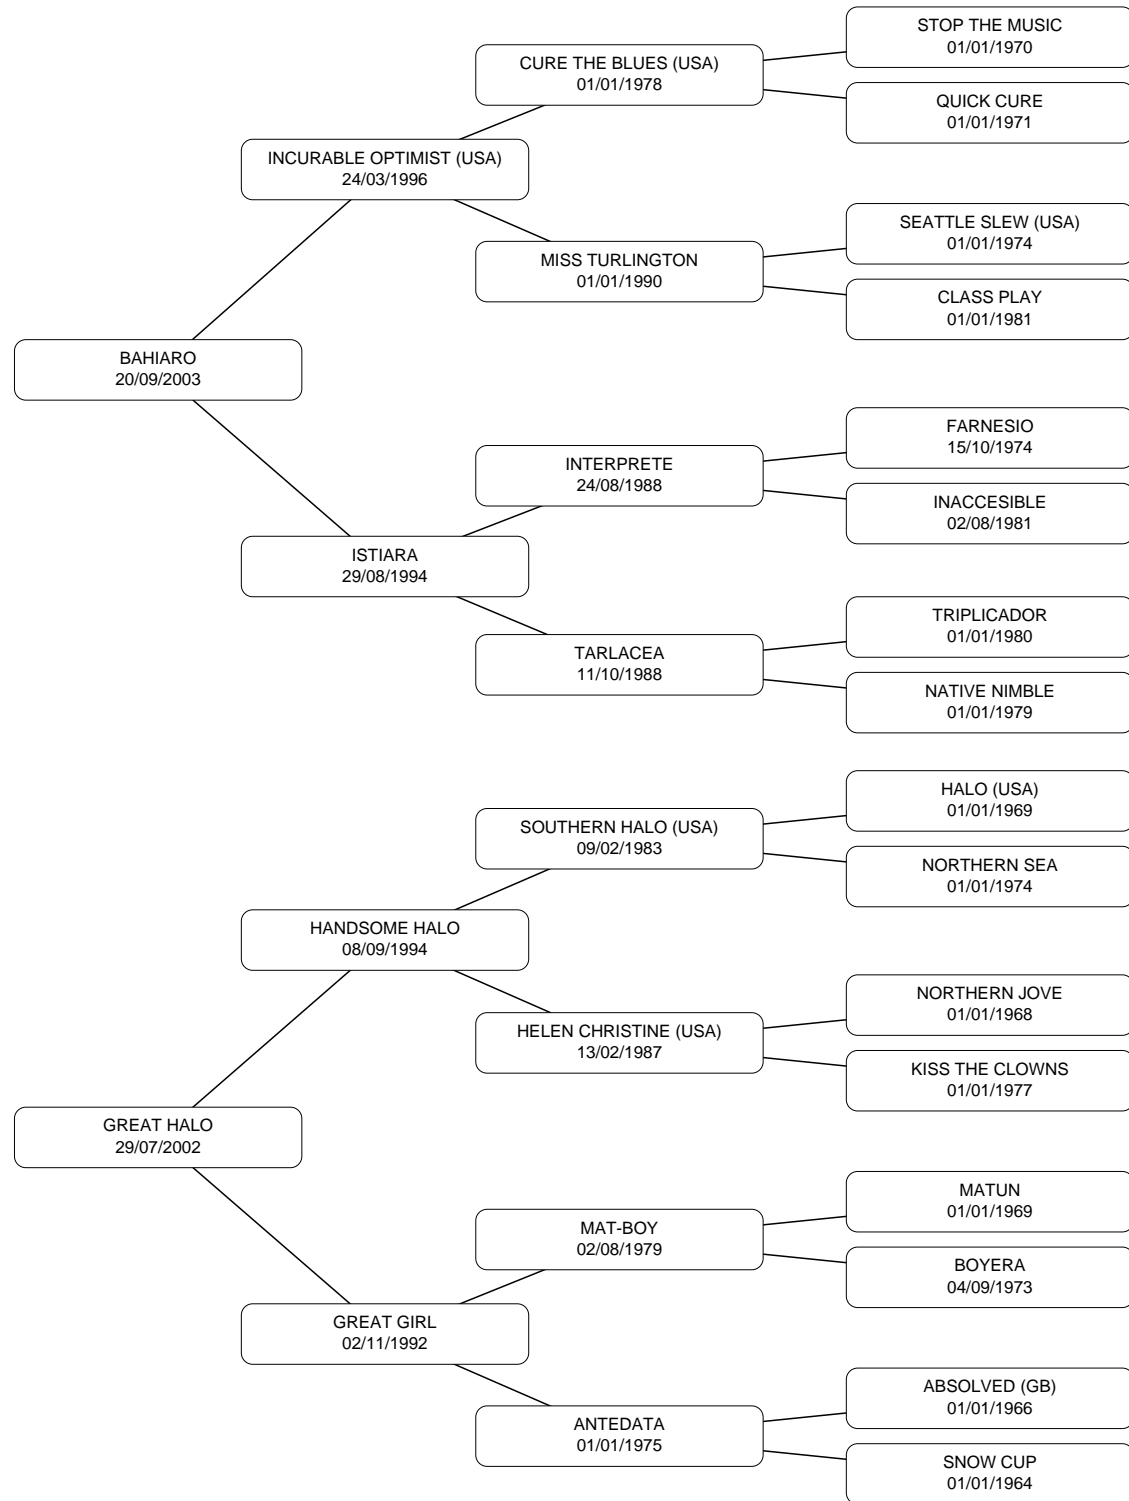 STOP THE MUSIC
01/01/1970
CURE THE BLUES (USA)
01/01/1978
QUICK CURE
01/01/1971
INCURABLE OPTIMIST (USA)
24/03/1996
SEATTLE SLEW (USA)
01/01/1974
MISS TURLINGTON
01/01/1990
CLASS PLAY
01/01/1981
BAHIARO
20/09/2003
FARNESIO
15/10/1974
INTERPRETE
24/08/1988
INACCESIBLE
02/08/1981
ISTIARA
29/08/1994
TRIPLICADOR
01/01/1980
TARLACEA
11/10/1988
NATIVE NIMBLE
01/01/1979
HALO (USA)
01/01/1969
SOUTHERN HALO (USA)
09/02/1983
NORTHERN SEA
01/01/1974
HANDSOME HALO
08/09/1994
NORTHERN JOVE
01/01/1968
HELEN CHRISTINE (USA)
13/02/1987
KISS THE CLOWNS
01/01/1977
GREAT HALO
29/07/2002
MATUN
01/01/1969
MAT-BOY
02/08/1979
BOYERA
04/09/1973
GREAT GIRL
02/11/1992
ABSOLVED (GB)
01/01/1966
ANTEDATA
01/01/1975
SNOW CUP
01/01/1964